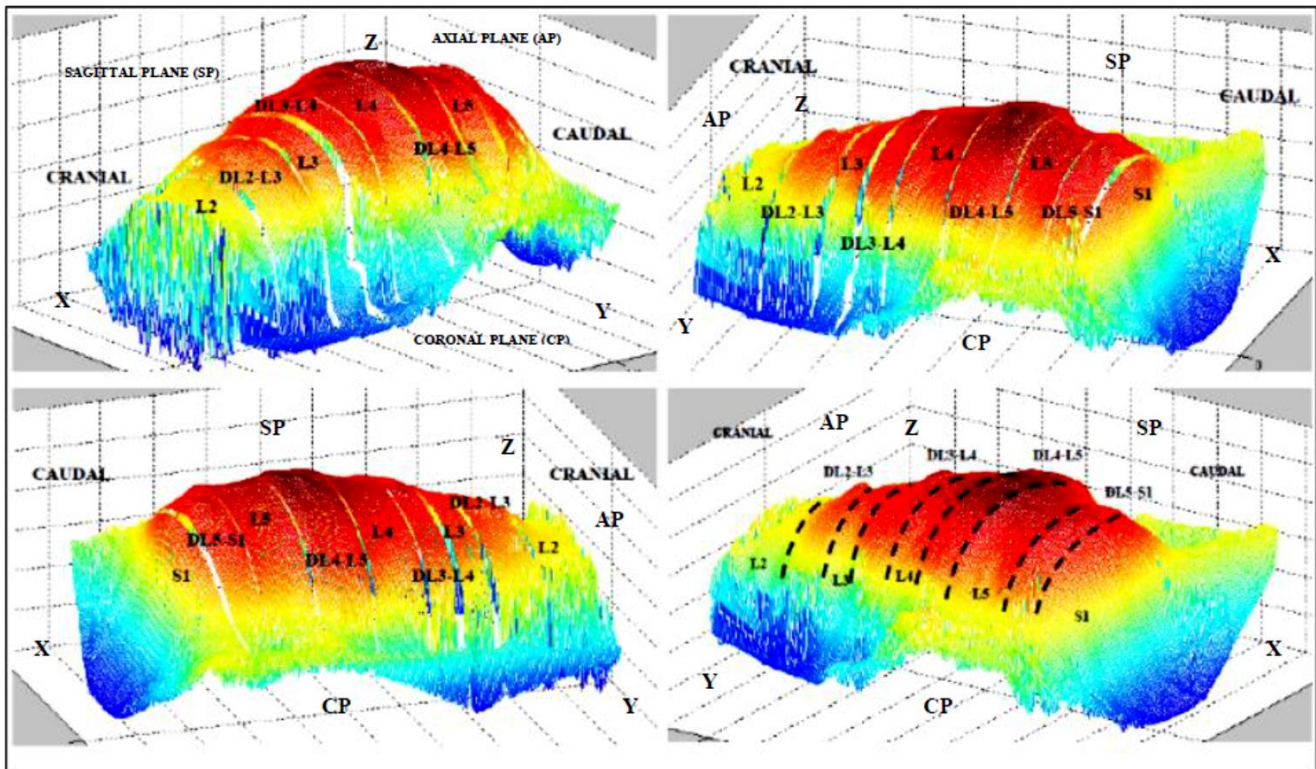 Z
AXIAL PLANE (AP)
SAGITTAL PLANE (SP)
DL3-L4
L4
L5
DL4-L5
CAUDAL
CRANIAL
L3
DL2-L3
L2
X
Y
CORONAL PLANE (CP)
SP
CRANIAL
CAUDAL
Z
AP
L3
L4
L5
L2
S1
DL2-L3
DL4-L5
DL5-S1
DL3-L4
X
Y
CP
SP
Z
CAUDAL
CRANIAL
DL2-L3
AP
L5
L4
L3
DL5-S1
L2
DL4-L5
S1
DL3-L4
X
CP
Y
AP
Z
SP
CRANIAL
DL3-L4
DL4-L5
DL2-L3
CAUDAL
DL5-S1
L2
L3
L4
L5
S1
X
Y
CP